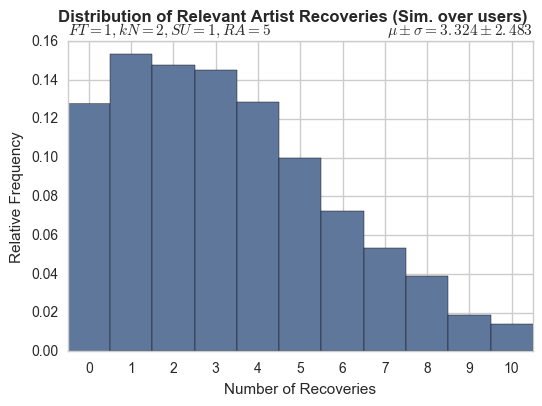 Distribution of Relevant Artist Recoveries (Sim. over users)
FT = 1, kN = 2, SU = 1, RA = 5 μ ± σ = 3.324 ± 2.483
0.16
0.14
0.12
0.10
0.08
0.06
0.04
0.02
0.00
Relative Frequency
0 1 2 3 4 5 6 7 8 9 10
Number of Recoveries